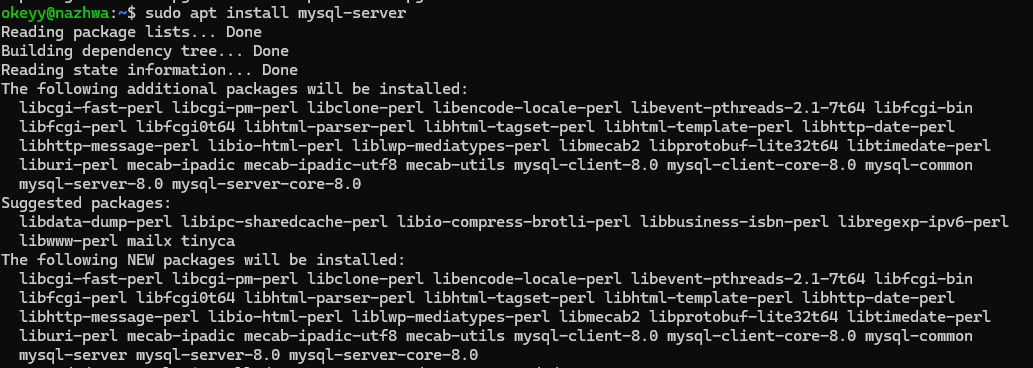 okeyy@nazhwa:~$ sudo apt install mysql-server
Reading package lists... Done
Building dependency tree... Done
Reading state information... Done
The following additional packages will be installed:
  libcgi-fast-perl libcgi-pm-perl libclone-perl libencode-locale-perl libevent-pthreads-2.1-7t64 libfcgi-bin
  libfcgi-perl libfcgi0t64 libhtml-parser-perl libhtml-tagset-perl libhtml-template-perl libhttp-date-perl
  libhttp-message-perl libio-html-perl liblwp-mediatypes-perl libmecab2 libprotobuf-lite32t64 libtimedate-perl
  liburi-perl mecab-ipadic mecab-ipadic-utf8 mecab-utils mysql-client-8.0 mysql-client-core-8.0 mysql-common
  mysql-server-8.0 mysql-server-core-8.0
Suggested packages:
  libdata-dump-perl libipc-sharedcache-perl libio-compress-brotli-perl libbusiness-isbn-perl libregexp-ipv6-perl
  libwww-perl mailx tinyca
The following NEW packages will be installed:
  libcgi-fast-perl libcgi-pm-perl libclone-perl libencode-locale-perl libevent-pthreads-2.1-7t64 libfcgi-bin
  libfcgi-perl libfcgi0t64 libhtml-parser-perl libhtml-tagset-perl libhtml-template-perl libhttp-date-perl
  libhttp-message-perl libio-html-perl liblwp-mediatypes-perl libmecab2 libprotobuf-lite32t64 libtimedate-perl
  liburi-perl mecab-ipadic mecab-ipadic-utf8 mecab-utils mysql-client-8.0 mysql-client-core-8.0 mysql-common
  mysql-server mysql-server-8.0 mysql-server-core-8.0